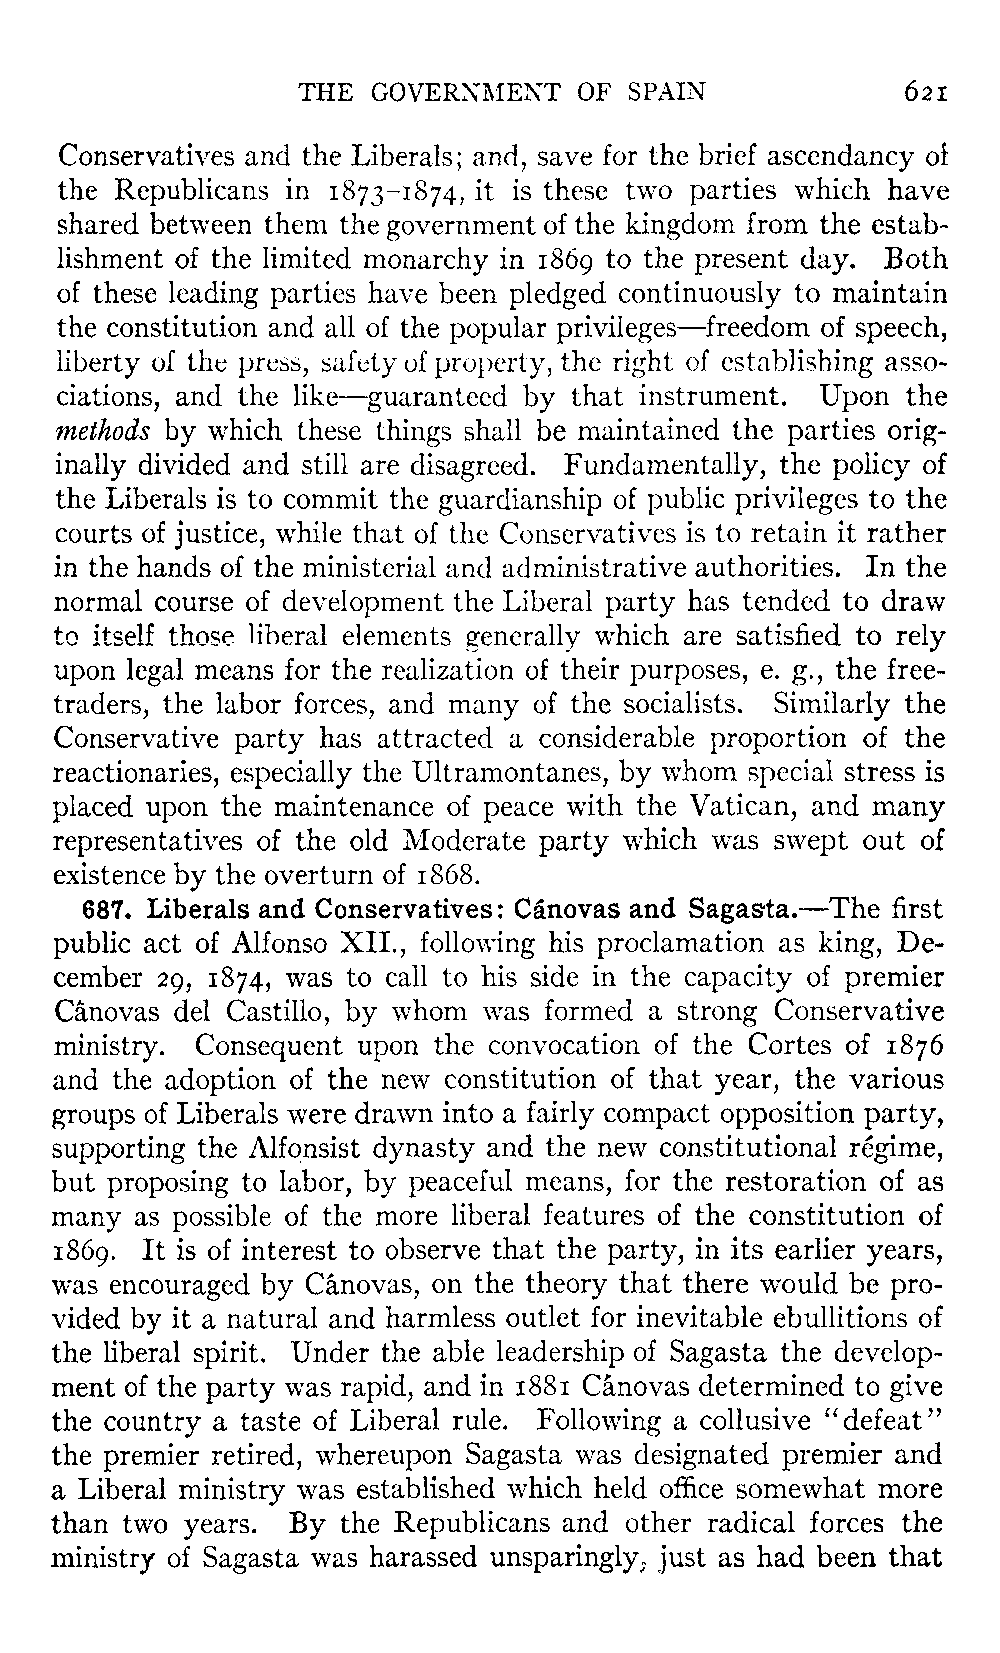 THE GOVERNMENT OF SPAIN 621
Conservatives and the Liberals; and, save for the brief ascendancy of
the Republicans in 1873–1874, it is these two parties which have
shared between them the government of the kingdom from the estab-
lishment of the limited monarchy in 1869 to the present day. Both
of these leading parties have been pledged continuously to maintain
the constitution and all of the popular privileges—freedom of speech,
liberty of the press, safety of property, the right of establishing asso-
ciations, and the like—guaranteed by that instrument. Upon the
methods by which these things shall be maintained the parties orig-
inally divided and still are disagreed. Fundamentally, the policy of
the Liberals is to commit the guardianship of public privileges to the
courts of justice, while that of the Conservatives is to retain it rather
in the hands of the ministerial and administrative authorities. In the
normal course of development the Liberal party has tended to draw
to itself those liberal elements generally which are satisfied to rely
upon legal means for the realization of their purposes, e. g., the free-
traders, the labor forces, and many of the socialists. Similarly the
Conservative party has attracted a considerable proportion of the
reactionaries, especially the Ultramontanes, by whom special stress is
placed upon the maintenance of peace with the Vatican, and many
representatives of the old Moderate party which was swept out of
existence by the overturn of 1868.
687. Liberals and Conservatives: Cánovas and Sagasta.—The first
public act of Alfonso XII., following his proclamation as king, De-
cember 29, 1874, was to call to his side in the capacity of premier
Cánovas del Castillo, by whom was formed a strong Conservative
ministry. Consequent upon the convocation of the Cortes of 1876
and the adoption of the new constitution of that year, the various
groups of Liberals were drawn into a fairly compact opposition party,
supporting the Alfonsist dynasty and the new constitutional régime,
but proposing to labor, by peaceful means, for the restoration of as
many as possible of the more liberal features of the constitution of
1869. It is of interest to observe that the party, in its earlier years,
was encouraged by Cánovas, on the theory that there would be pro-
vided by it a natural and harmless outlet for inevitable ebullitions of
the liberal spirit. Under the able leadership of Sagasta the develop-
ment of the party was rapid, and in 1881 Cánovas determined to give
the country a taste of Liberal rule. Following a collusive "defeat"
the premier retired, whereupon Sagasta was designated premier and
a Liberal ministry was established which held office somewhat more
than two years. By the Republicans and other radical forces the
ministry of Sagasta was harassed unsparingly, just as had been that